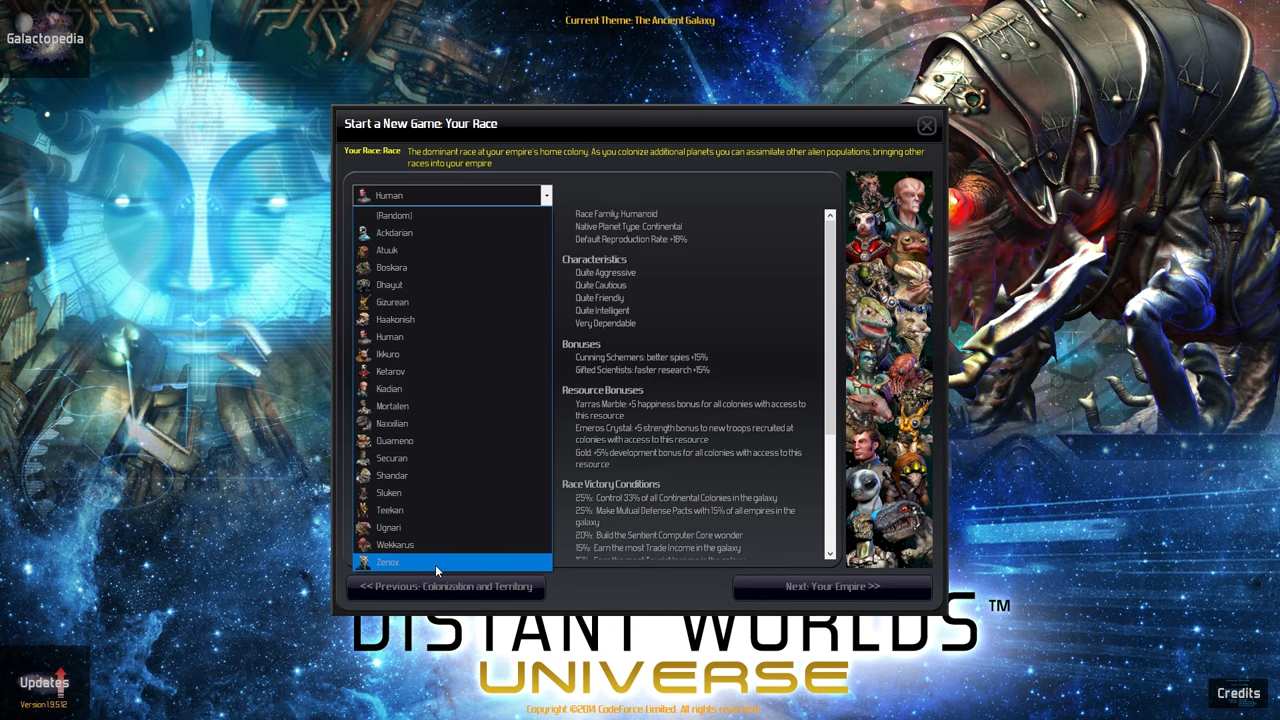 Current Theme: The Ancient Galaxy
Galactopedia
Start a New Game: Your Race
Your Race: Race
The dominant race at your empire's home colony. As you colonize additional planets you can assimilate other alien populations, bringing other
races into your empire
Human
(Random)
Ackdarian
Atuuk
Boskara
Dhayut
Gizurean
Haakonish
Human
Ikkuro
Ketarov
Kiadian
Mortalen
Naxxilian
Quameno
Securan
Shandar
Sluken
Teekan
Ugnari
Wekkarus
Zenox
Race Family: Humanoid
Native Planet Type: Continental
Default Reproduction Rate: +18%
Characteristics
Quite Aggressive
Quite Cautious
Quite Friendly
Quite Intelligent
Very Dependable
Bonuses
Cunning Schemers: better spies +15%
Gifted Scientists: faster research +15%
Resource Bonuses
Yarras Marble: +5 happiness bonus for all colonies with access to
this resource
Emeros Crystal: +5 strength bonus to new troops recruited at
colonies with access to this resource
Gold: +5% development bonus for all colonies with access to this
resource
Race Victory Conditions
25%: Control 33% of all Continental Colonies in the galaxy
25%: Make Mutual Defense Pacts with 15% of all empires in the
galaxy
20%: Build the Sentient Computer Core wonder
15%: Earn the most Trade Income in the galaxy
<< Previous: Colonization and Territory
Next: Your Empire >>
DISTANT WORLDS™
UNIVERSE
Updates
Version 1.9.5.12
Credits
Copyright ©2014 CodeForce Limited. All rights reserved.